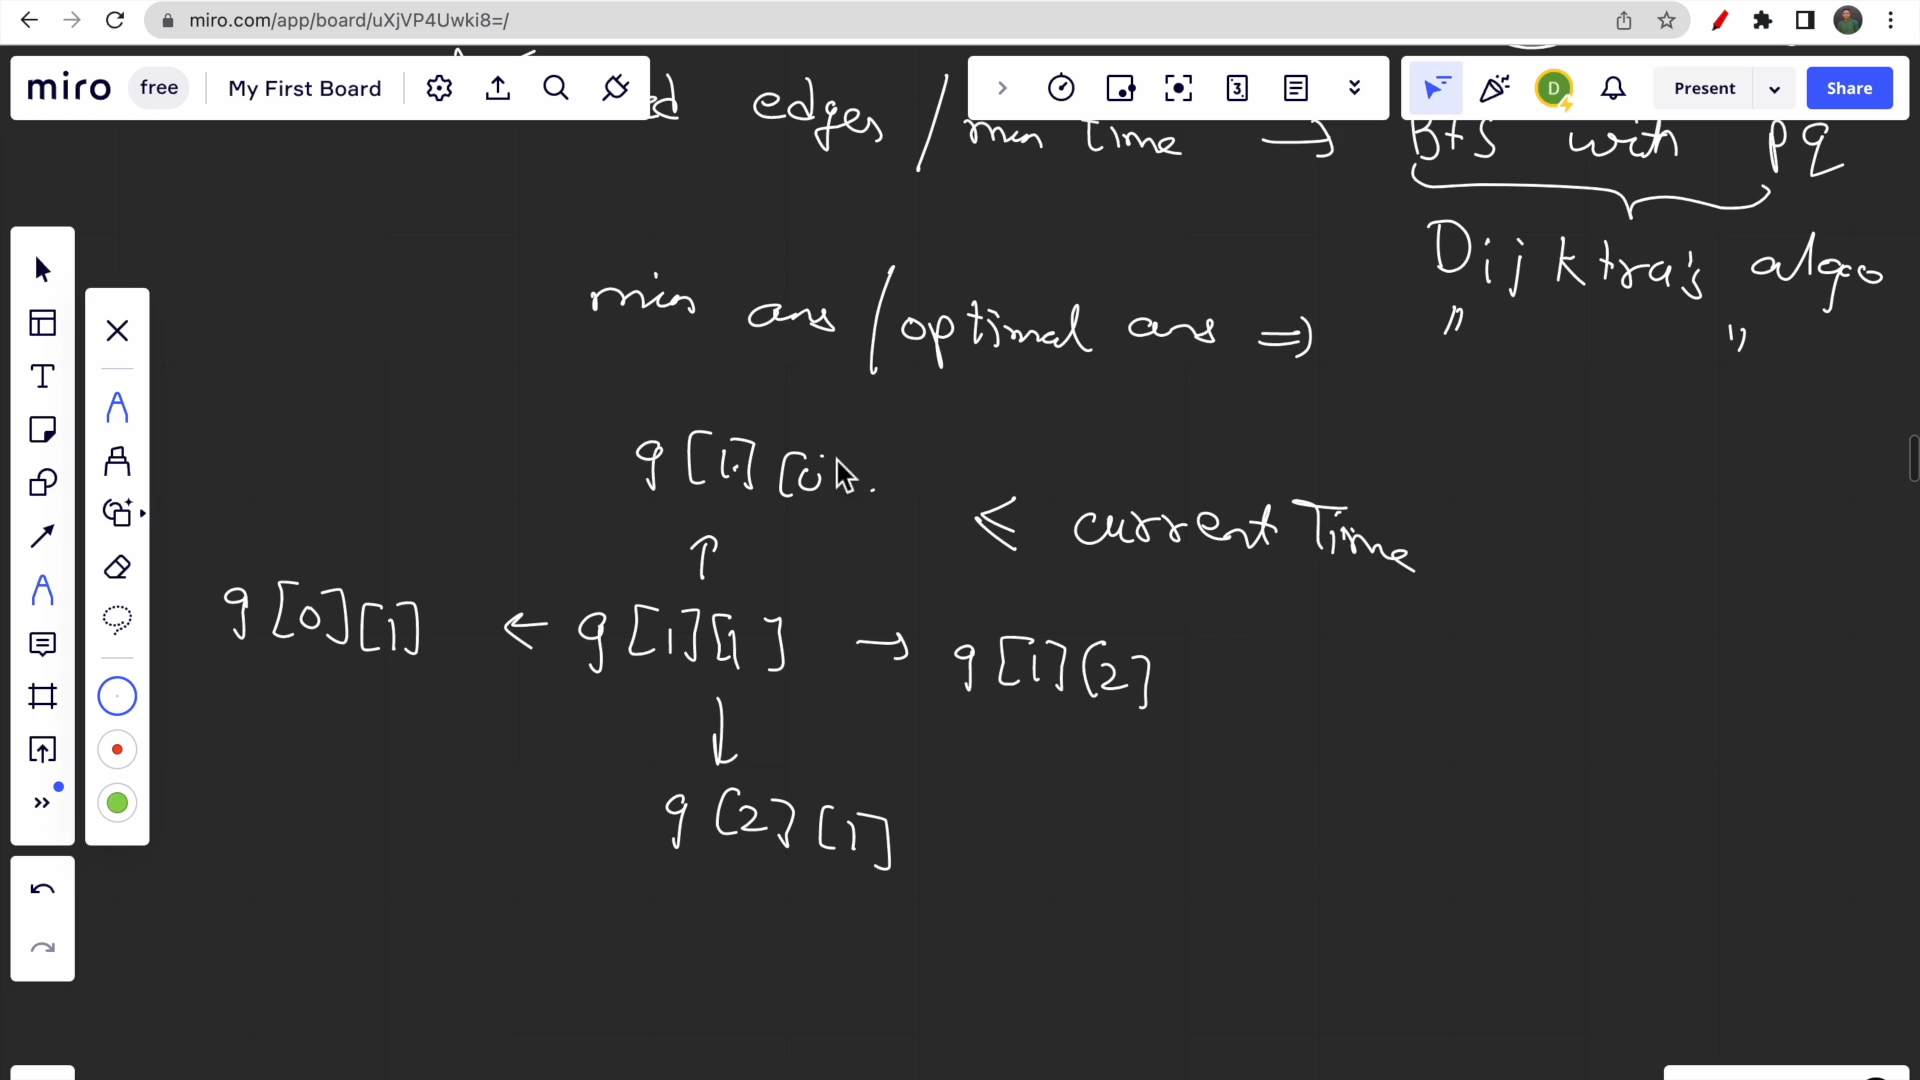 miro.com/app/board/uXjVP4Uwki8=/
miro free My First Board
D Present Share
edges / min time → BFS with pq
Dijktra's algo
min ans / optimal ans => " "
g[1][0]
< current Time
g[0][1] ← g[1][1] → g[1][2]
↓
g[2][1]